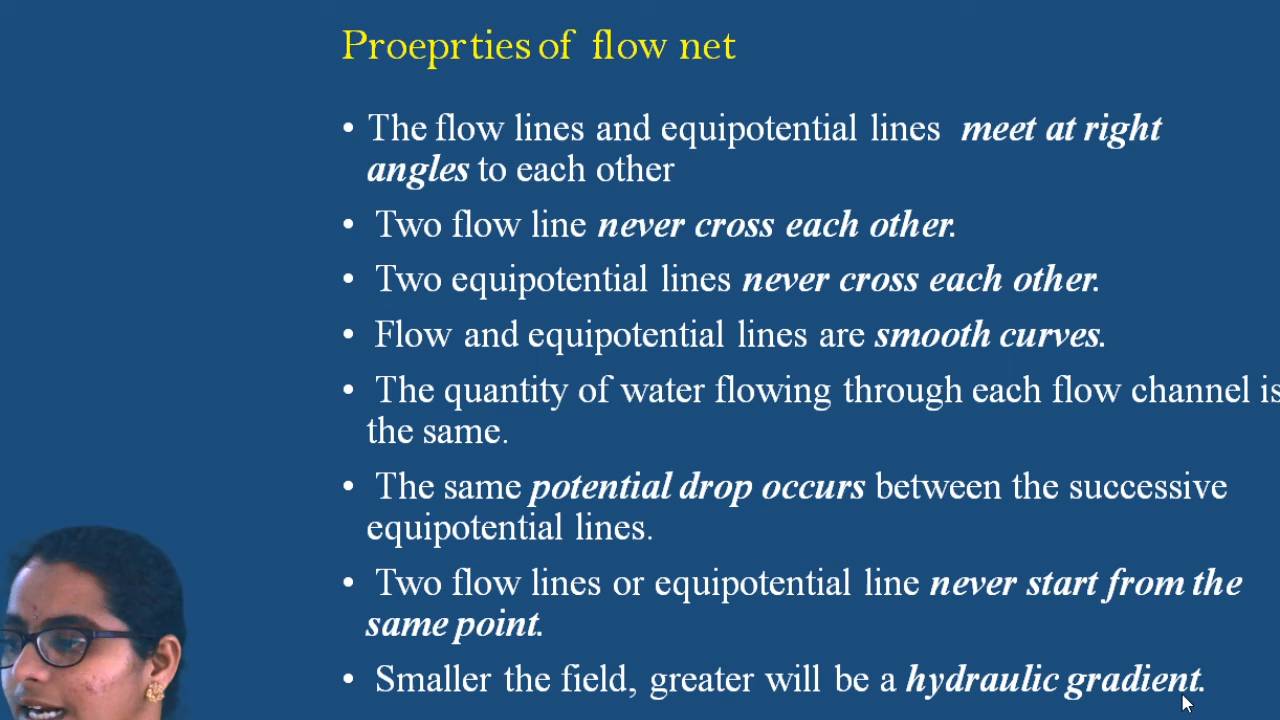 Proeprties of flow net
• The flow lines and equipotential lines meet at right
angles to each other
• Two flow line never cross each other.
• Two equipotential lines never cross each other.
• Flow and equipotential lines are smooth curves.
• The quantity of water flowing through each flow channel is
the same.
• The same potential drop occurs between the successive
equipotential lines.
• Two flow lines or equipotential line never start from the
same point.
• Smaller the field, greater will be a hydraulic gradient.